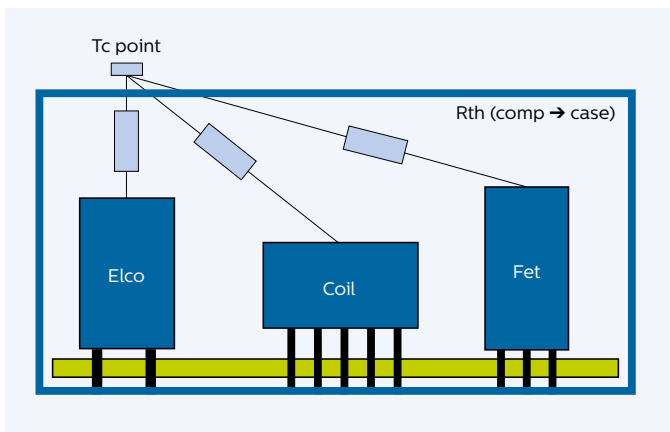 Tc point
Rth (comp ➔ case)
Elco
Coil
Fet